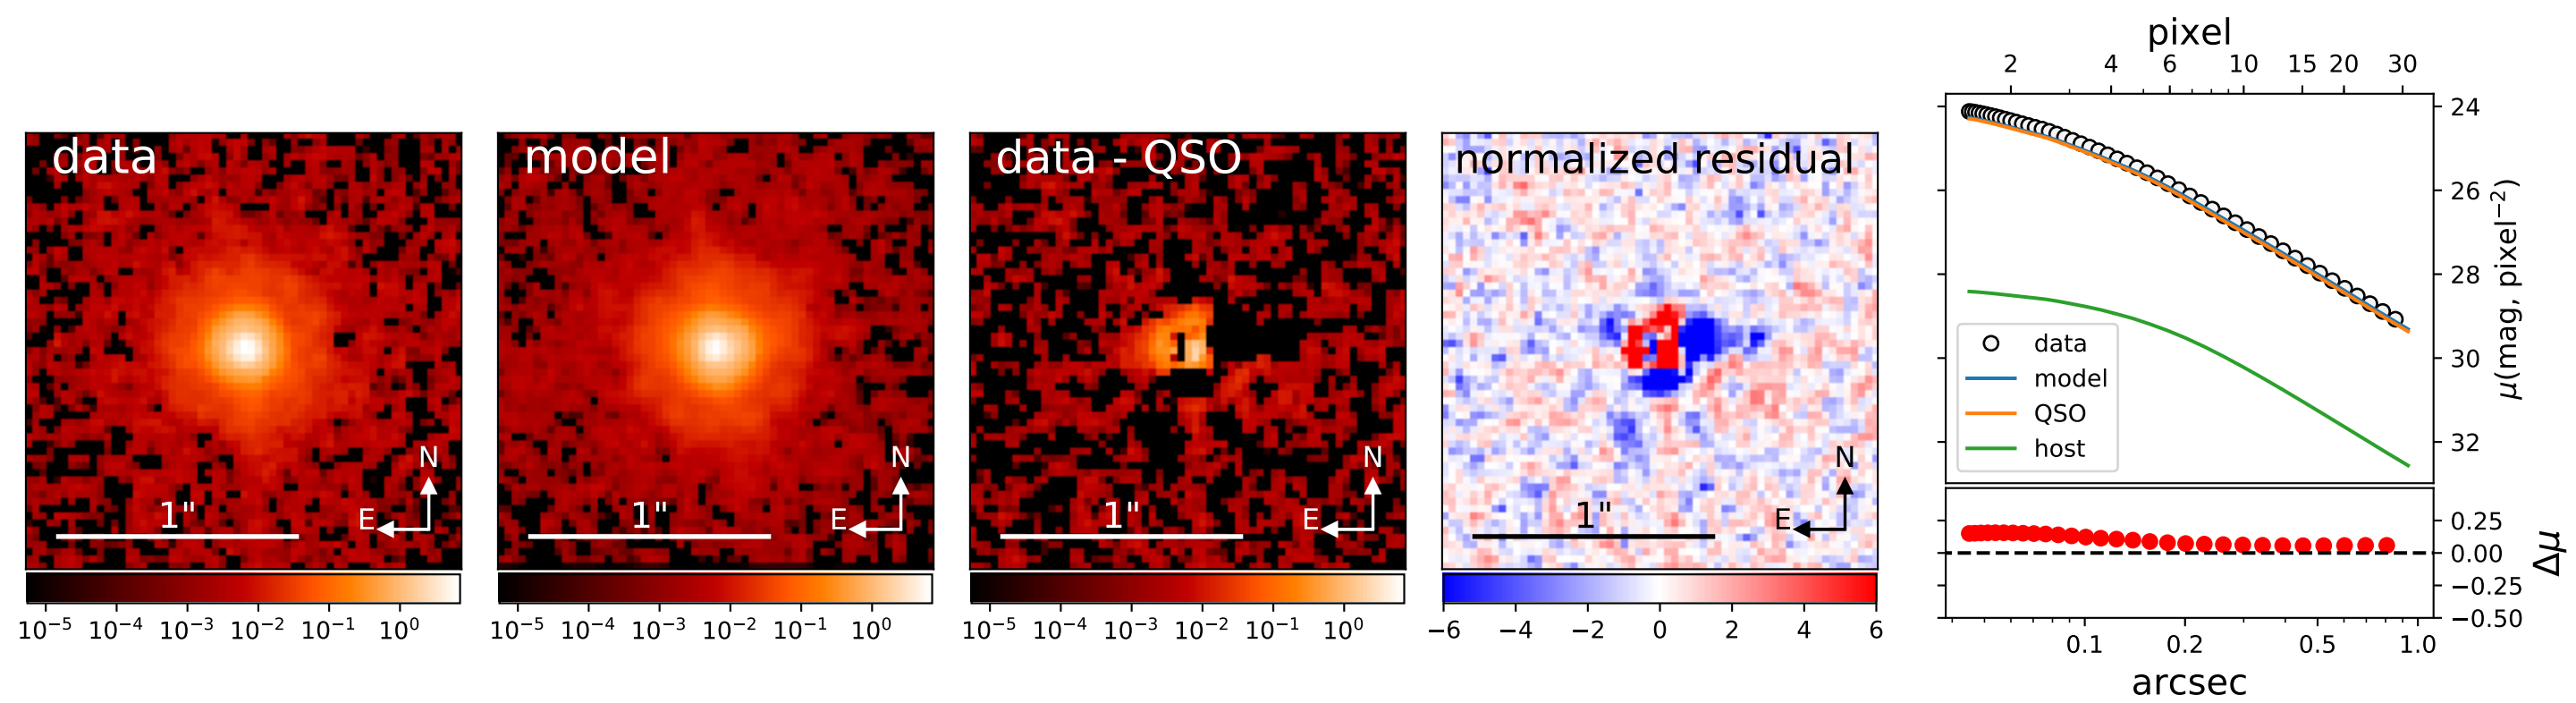 data
1"
N
E
10⁻⁵ 10⁻⁴ 10⁻³ 10⁻² 10⁻¹ 10⁰
model
1"
N
E
10⁻⁵ 10⁻⁴ 10⁻³ 10⁻² 10⁻¹ 10⁰
data - QSO
1"
N
E
10⁻⁵ 10⁻⁴ 10⁻³ 10⁻² 10⁻¹ 10⁰
normalized residual
1"
N
E
−6 −4 −2 0 2 4 6
pixel
2 4 6 10 15 20 30
24
26
28
30
32
μ(mag, pixel⁻²)
data
model
QSO
host
0.25
0.00
−0.25
−0.50
Δμ
0.1 0.2 0.5 1.0
arcsec